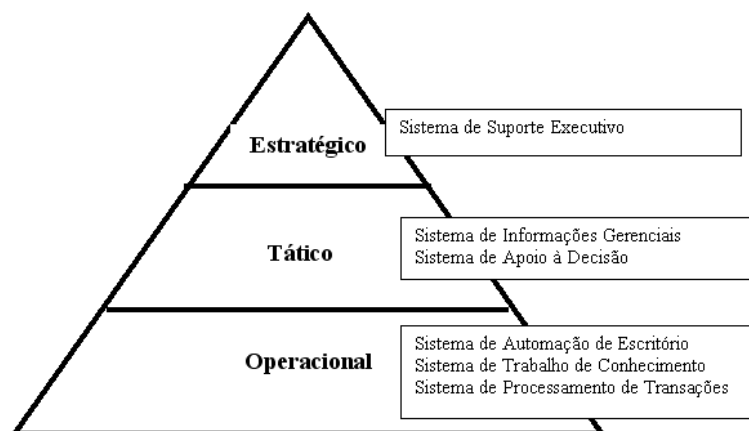 Estratégico
Sistema de Suporte Executivo
Tático
Sistema de Informações Gerenciais
Sistema de Apoio à Decisão
Operacional
Sistema de Automação de Escritório
Sistema de Trabalho de Conhecimento
Sistema de Processamento de Transações